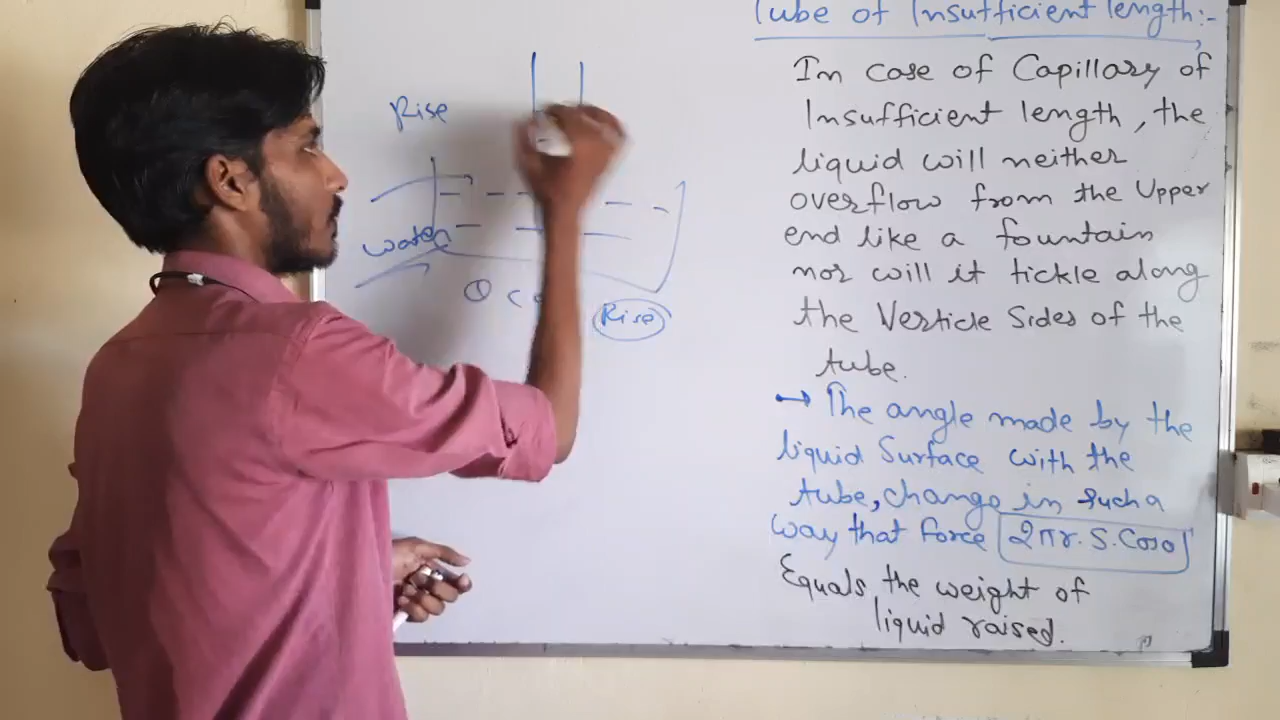 Tube of Insufficient length:-
In case of Capillary of
Insufficient length, the
liquid will neither
overflow from the Upper
end like a fountain
nor will it tickle along
the Verticle Sides of the
tube.
→ The angle made by the
liquid Surface with the
tube, change in such a
way that force 2πr.S.Cosθ
Equals the weight of
liquid raised.
Rise
water
①
Rise